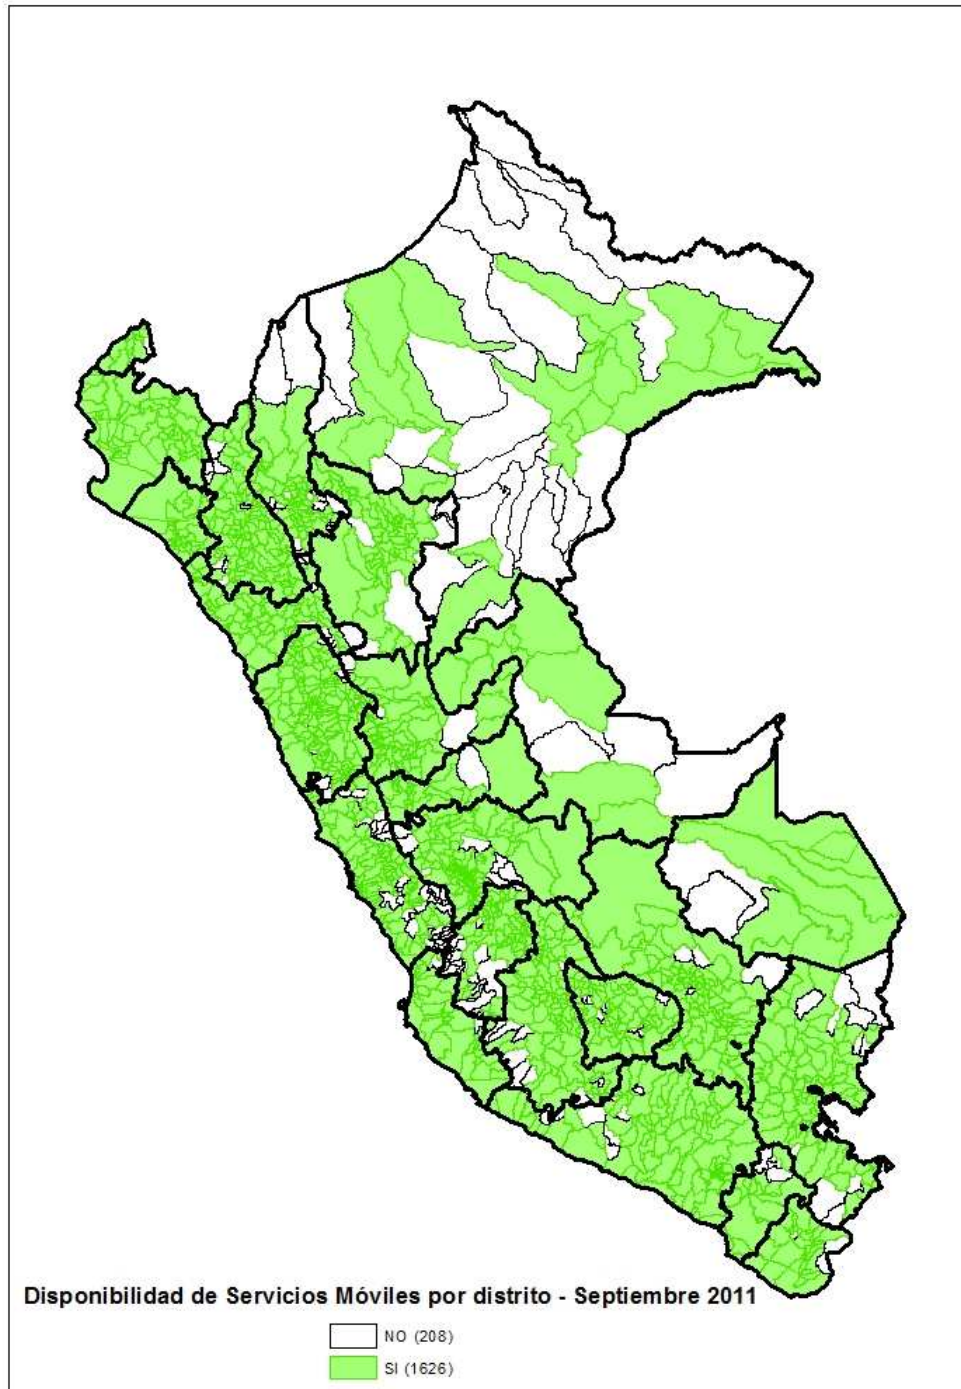 Disponibilidad de Servicios Móviles por distrito - Septiembre 2011
NO (208)
SI (1626)